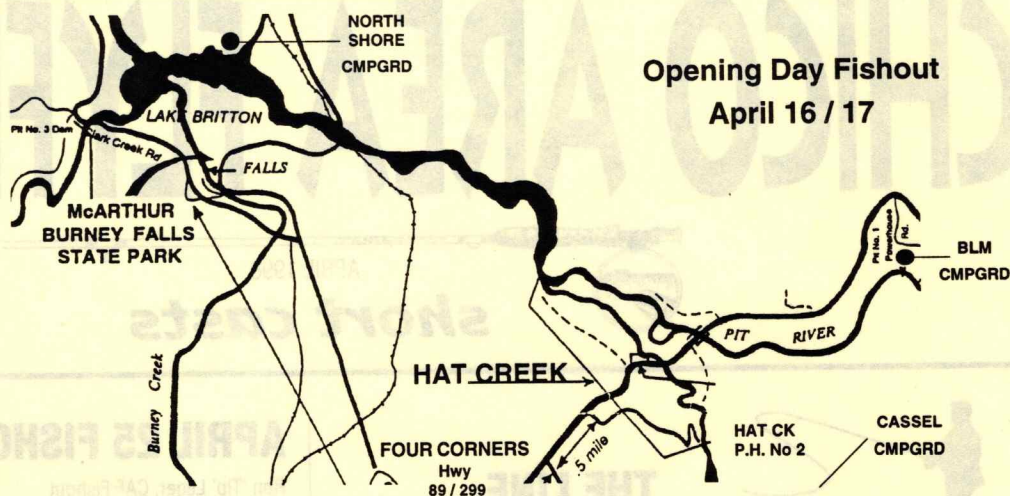 NORTH
SHORE
CMPGRD
Opening Day Fishout
April 16 / 17
LAKE BRITTON
Pit No. 3 Dam
Clark Creek Rd
FALLS
McARTHUR
BURNEY FALLS
STATE PARK
Pit No. 1
Powerhouse
Rd.
BLM
CMPGRD
PIT RIVER
Burney Creek
HAT CREEK
FOUR CORNERS
Hwy
89 / 299
.5 mile
HAT CK
P.H. No 2
CASSEL
CMPGRD